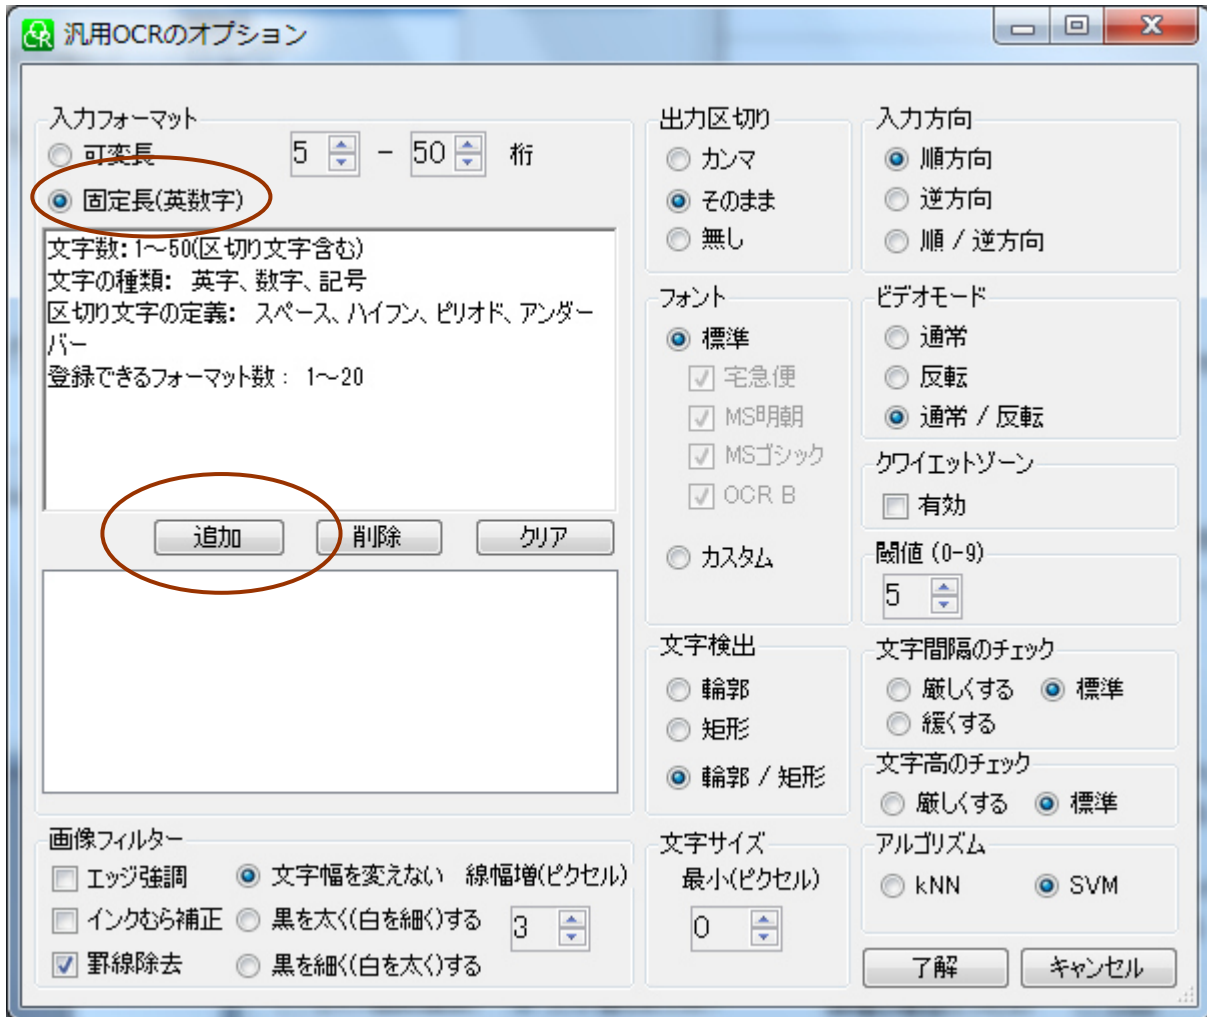 汎用OCRのオプション
入力フォーマット
可変長 5 - 50 桁
固定長(英数字)
文字数：1～50(区切り文字含む)
文字の種類： 英字、数字、記号
区切り文字の定義： スペース、ハイフン、ピリオド、アンダー
バー
登録できるフォーマット数： 1～20
追加 削除 クリア
出力区切り
カンマ
そのまま
無し
フォント
標準
宅急便
MS明朝
MSゴシック
OCR B
カスタム
文字検出
輪郭
矩形
輪郭 / 矩形
入力方向
順方向
逆方向
順 / 逆方向
ビデオモード
通常
反転
通常 / 反転
クワイエットゾーン
有効
閾値 (0-9)
5
文字間隔のチェック
厳しくする 標準
緩くする
文字高のチェック
厳しくする 標準
画像フィルター
エッジ強調 文字幅を変えない 線幅増(ピクセル)
インクむら補正 黒を太く(白を細く)する 3
罫線除去 黒を細く(白を太く)する
文字サイズ
最小(ピクセル)
0
アルゴリズム
kNN SVM
了解 キャンセル